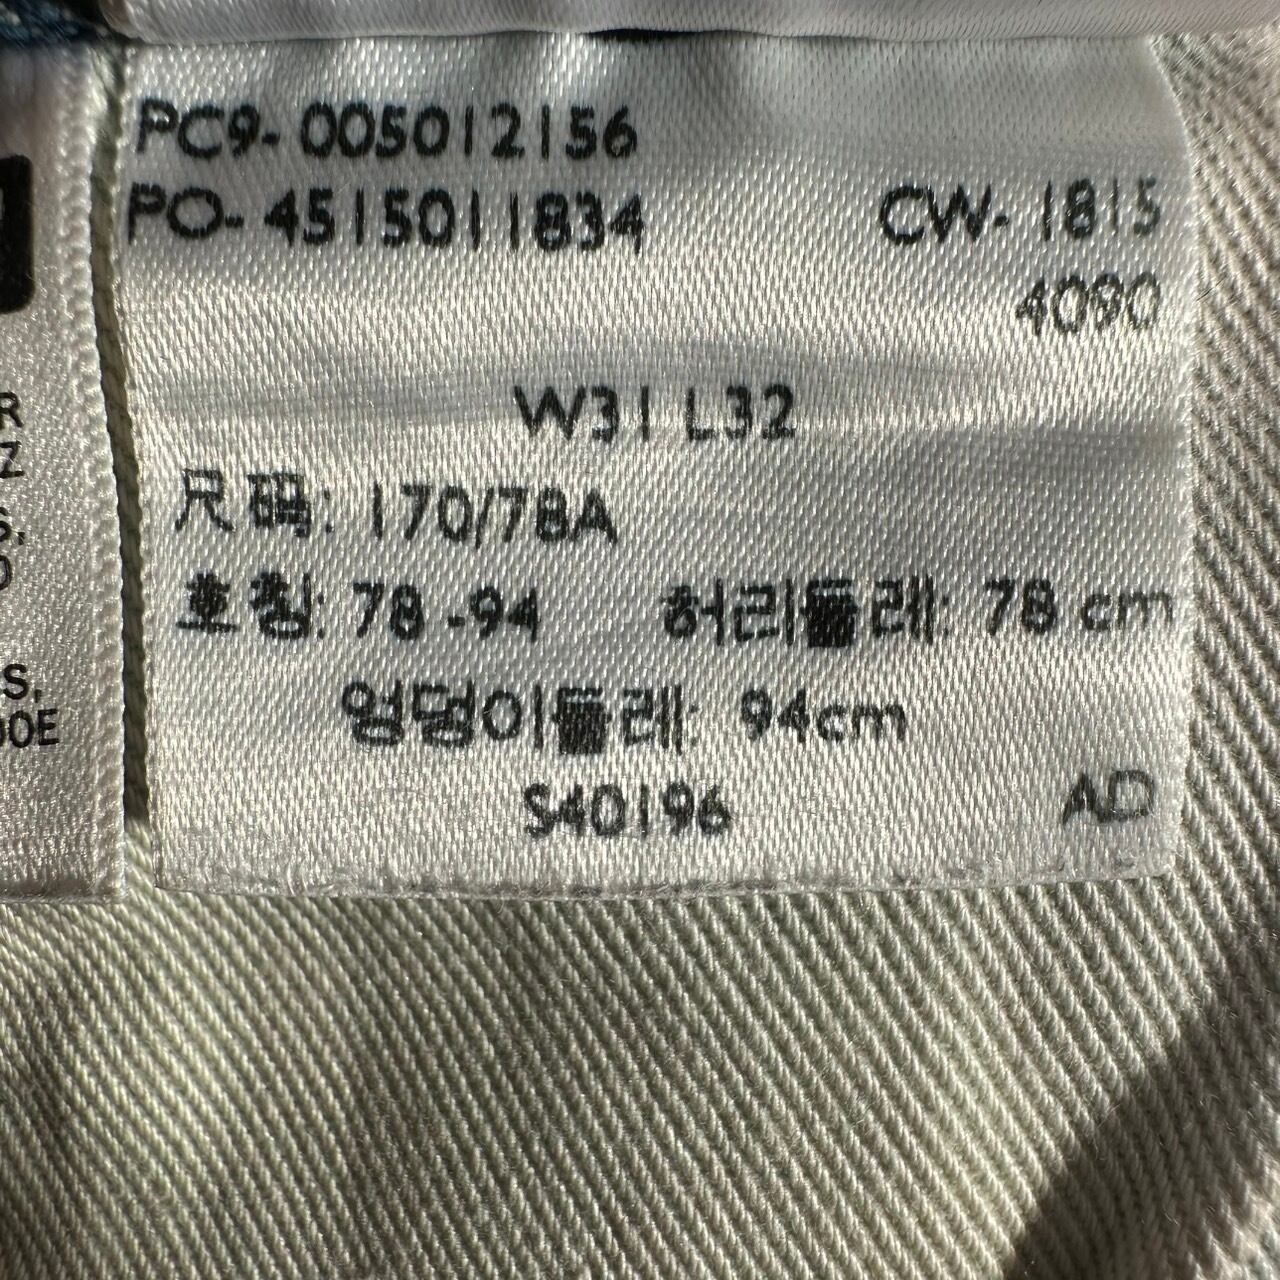 PC9-005012156
PO-4515011834 CW-1815
4090
W31 L32
尺码: 170/78A
호칭: 78-94 허리둘레: 78 cm
엉덩이둘레: 94cm
S40196 AD
R
Z
S,